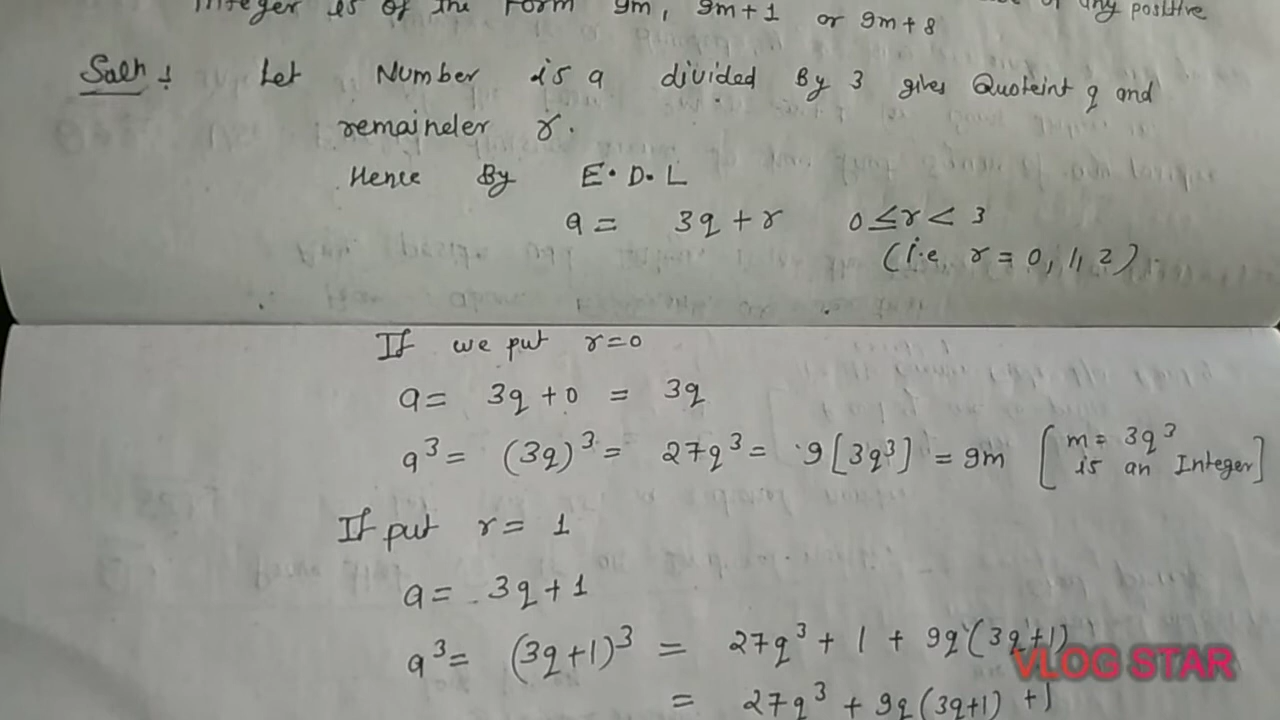 Integer is of the form 9m, 9m+1 or 9m+8 any positive
Soln : Let Number is a divided By 3 gives Quoteint q and
remainder r.
Hence By E.D.L
a = 3q + r 0 ≤ r < 3
(i.e r = 0, 1, 2).
If we put r=0
a = 3q + 0 = 3q
a³ = (3q)³ = 27q³ = 9[3q³] = 9m [m = 3q³ is an Integer]
If put r = 1
a = 3q + 1
a³ = (3q+1)³ = 27q³ + 1 + 9q(3q+1)
= 27q³ + 9q(3q+1) + 1
VLOG STAR